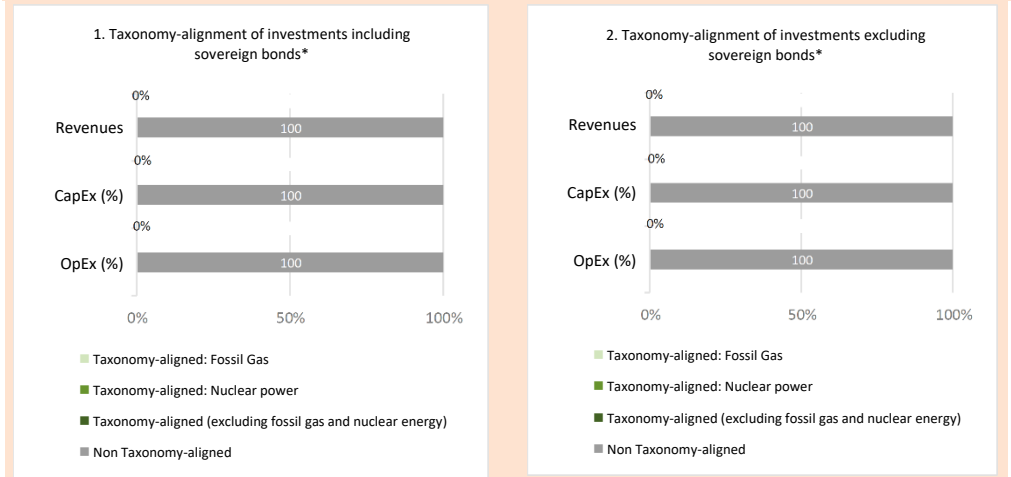 1. Taxonomy-alignment of investments including
sovereign bonds*
0%
Revenues
100
0%
CapEx (%)
100
0%
OpEx (%)
100
0%
50%
100%
Taxonomy-aligned: Fossil Gas
Taxonomy-aligned: Nuclear power
Taxonomy-aligned (excluding fossil gas and nuclear energy)
Non Taxonomy-aligned
2. Taxonomy-alignment of investments excluding
sovereign bonds*
0%
Revenues
100
0%
CapEx (%)
100
0%
OpEx (%)
100
0%
50%
100%
Taxonomy-aligned: Fossil Gas
Taxonomy-aligned: Nuclear power
Taxonomy-aligned (excluding fossil gas and nuclear energy)
Non Taxonomy-aligned